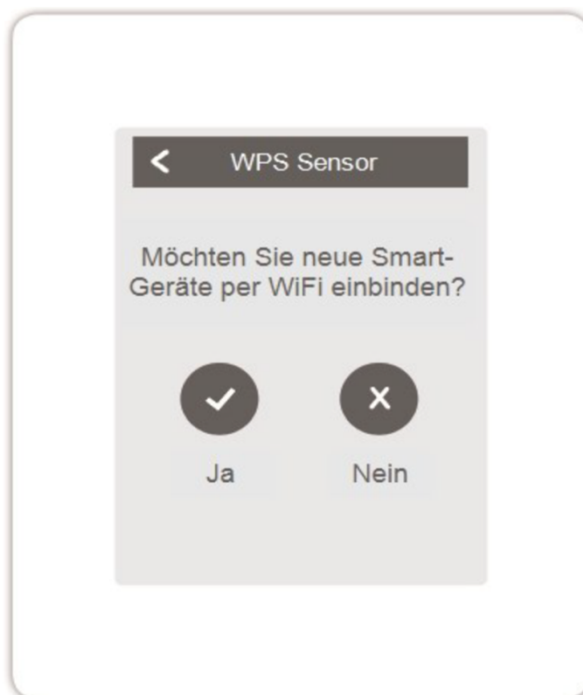 WPS Sensor
Möchten Sie neue Smart-
Geräte per WiFi einbinden?
Ja
Nein